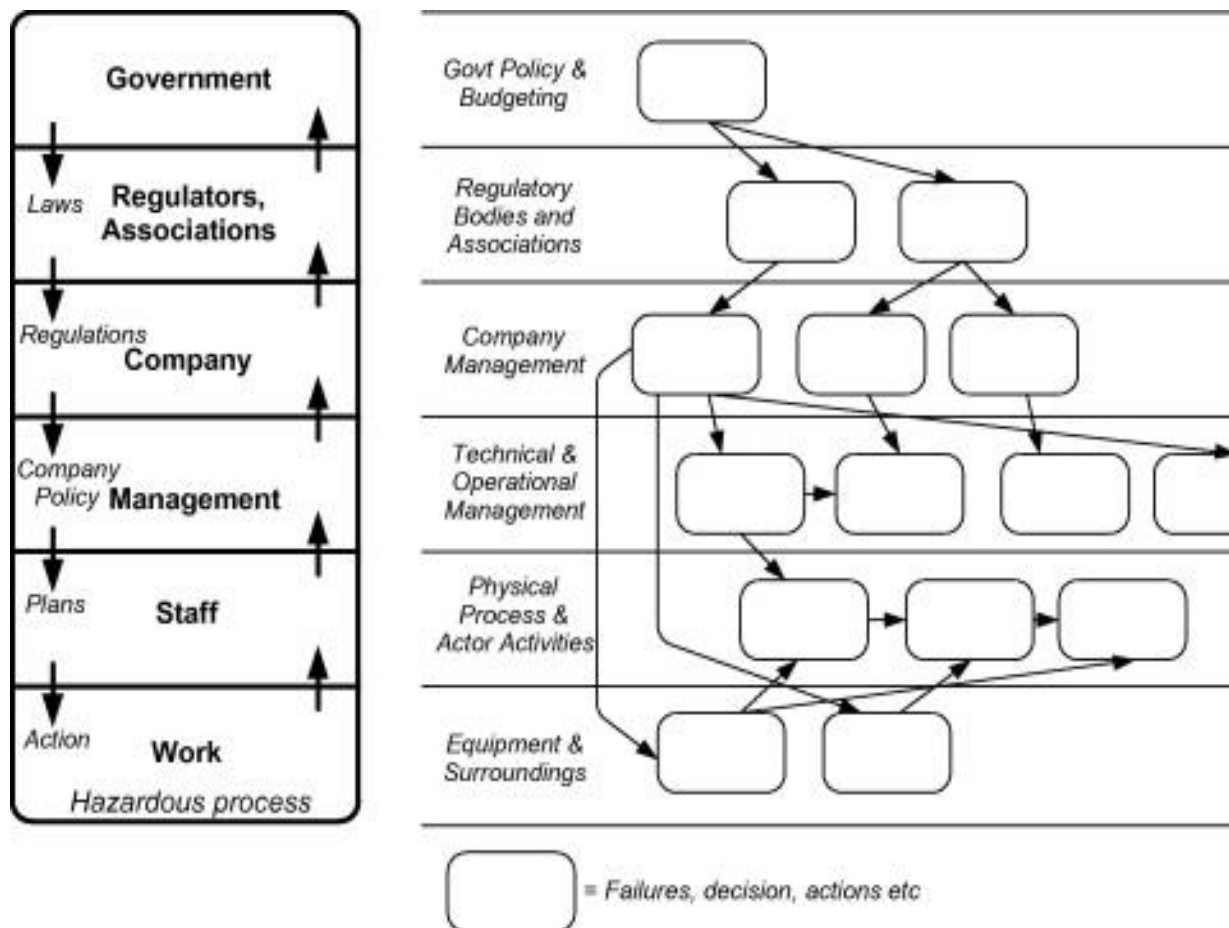 Government
Laws
Regulators,
Associations
Regulations
Company
Company
Policy
Management
Plans
Staff
Action
Work
Hazardous process
Govt Policy &
Budgeting
Regulatory
Bodies and
Associations
Company
Management
Technical &
Operational
Management
Physical
Process &
Actor Activities
Equipment &
Surroundings
= Failures, decision, actions etc